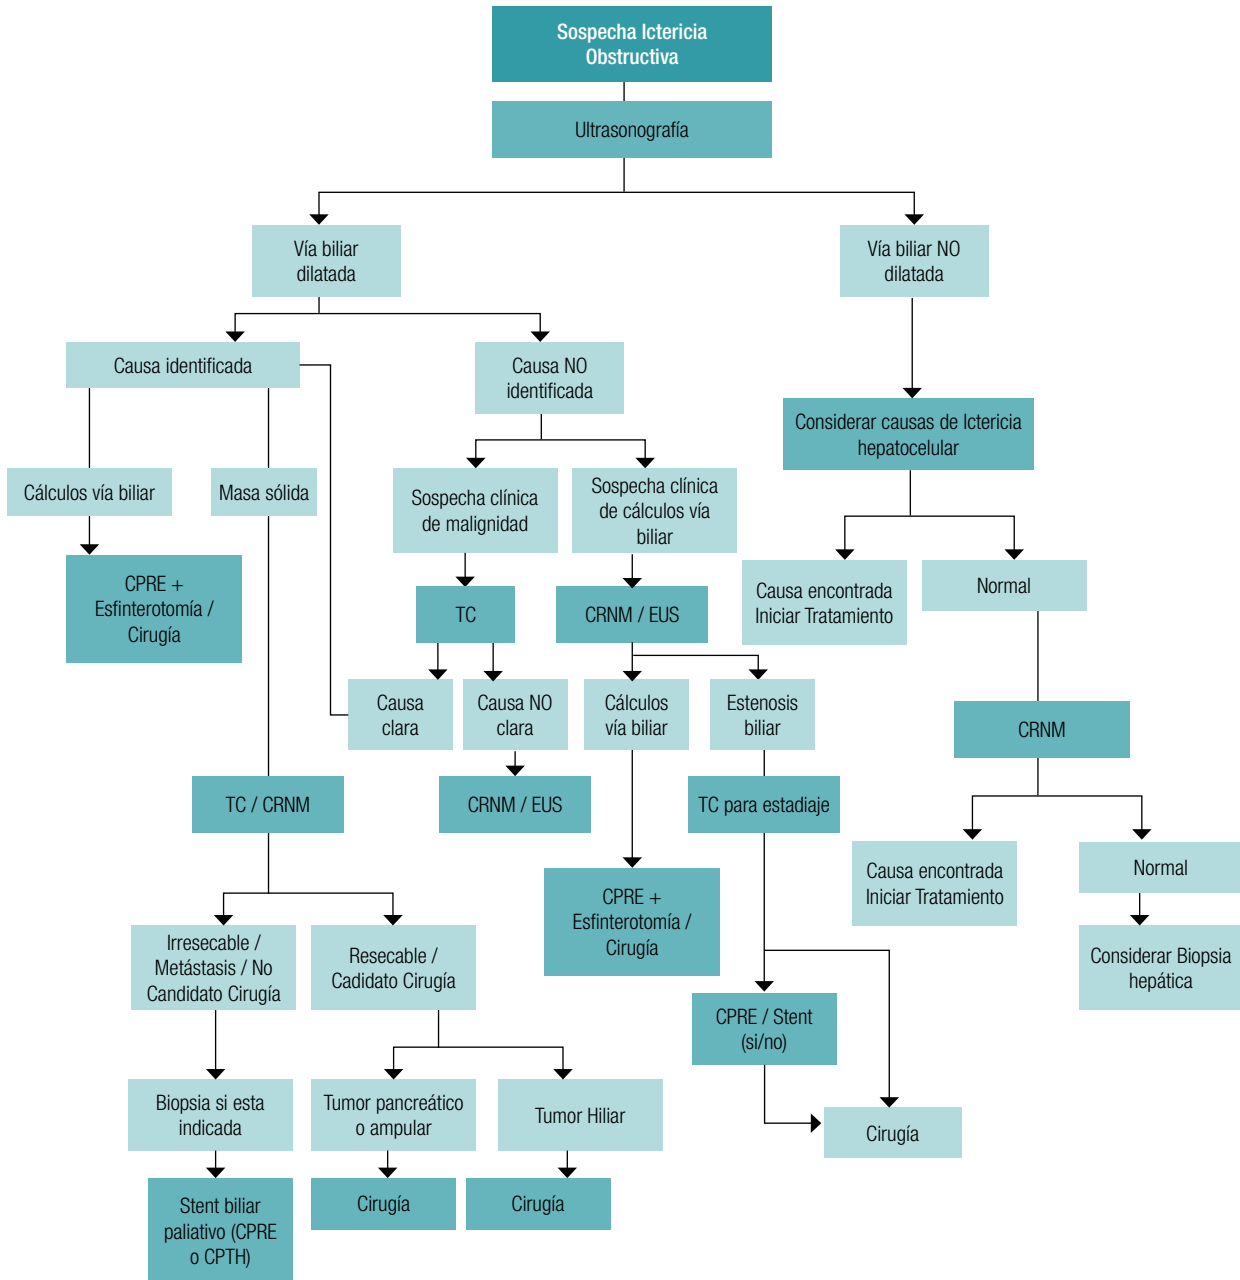 Sospecha Ictericia
Obstructiva
Ultrasonografía
Vía biliar
dilatada
Vía biliar NO
dilatada
Causa identificada
Causa NO
identificada
Considerar causas de Ictericia
hepatocelular
Cálculos vía biliar
Masa sólida
Sospecha clínica
de malignidad
Sospecha clínica
de cálculos vía
biliar
CPRE +
Esfinterotomía /
Cirugía
TC
CRNM / EUS
Causa encontrada
Iniciar Tratamiento
Normal
Causa
clara
Causa NO
clara
Cálculos
vía biliar
Estenosis
biliar
CRNM
TC / CRNM
CRNM / EUS
TC para estadiaje
Causa encontrada
Iniciar Tratamiento
Normal
CPRE +
Esfinterotomía /
Cirugía
Irresecable /
Metástasis / No
Candidato Cirugía
Resecable /
Cadidato Cirugía
Considerar Biopsia
hepática
CPRE / Stent
(si/no)
Biopsia si esta
indicada
Tumor pancreático
o ampular
Tumor Hiliar
Cirugía
Stent biliar
paliativo (CPRE
o CPTH)
Cirugía
Cirugía